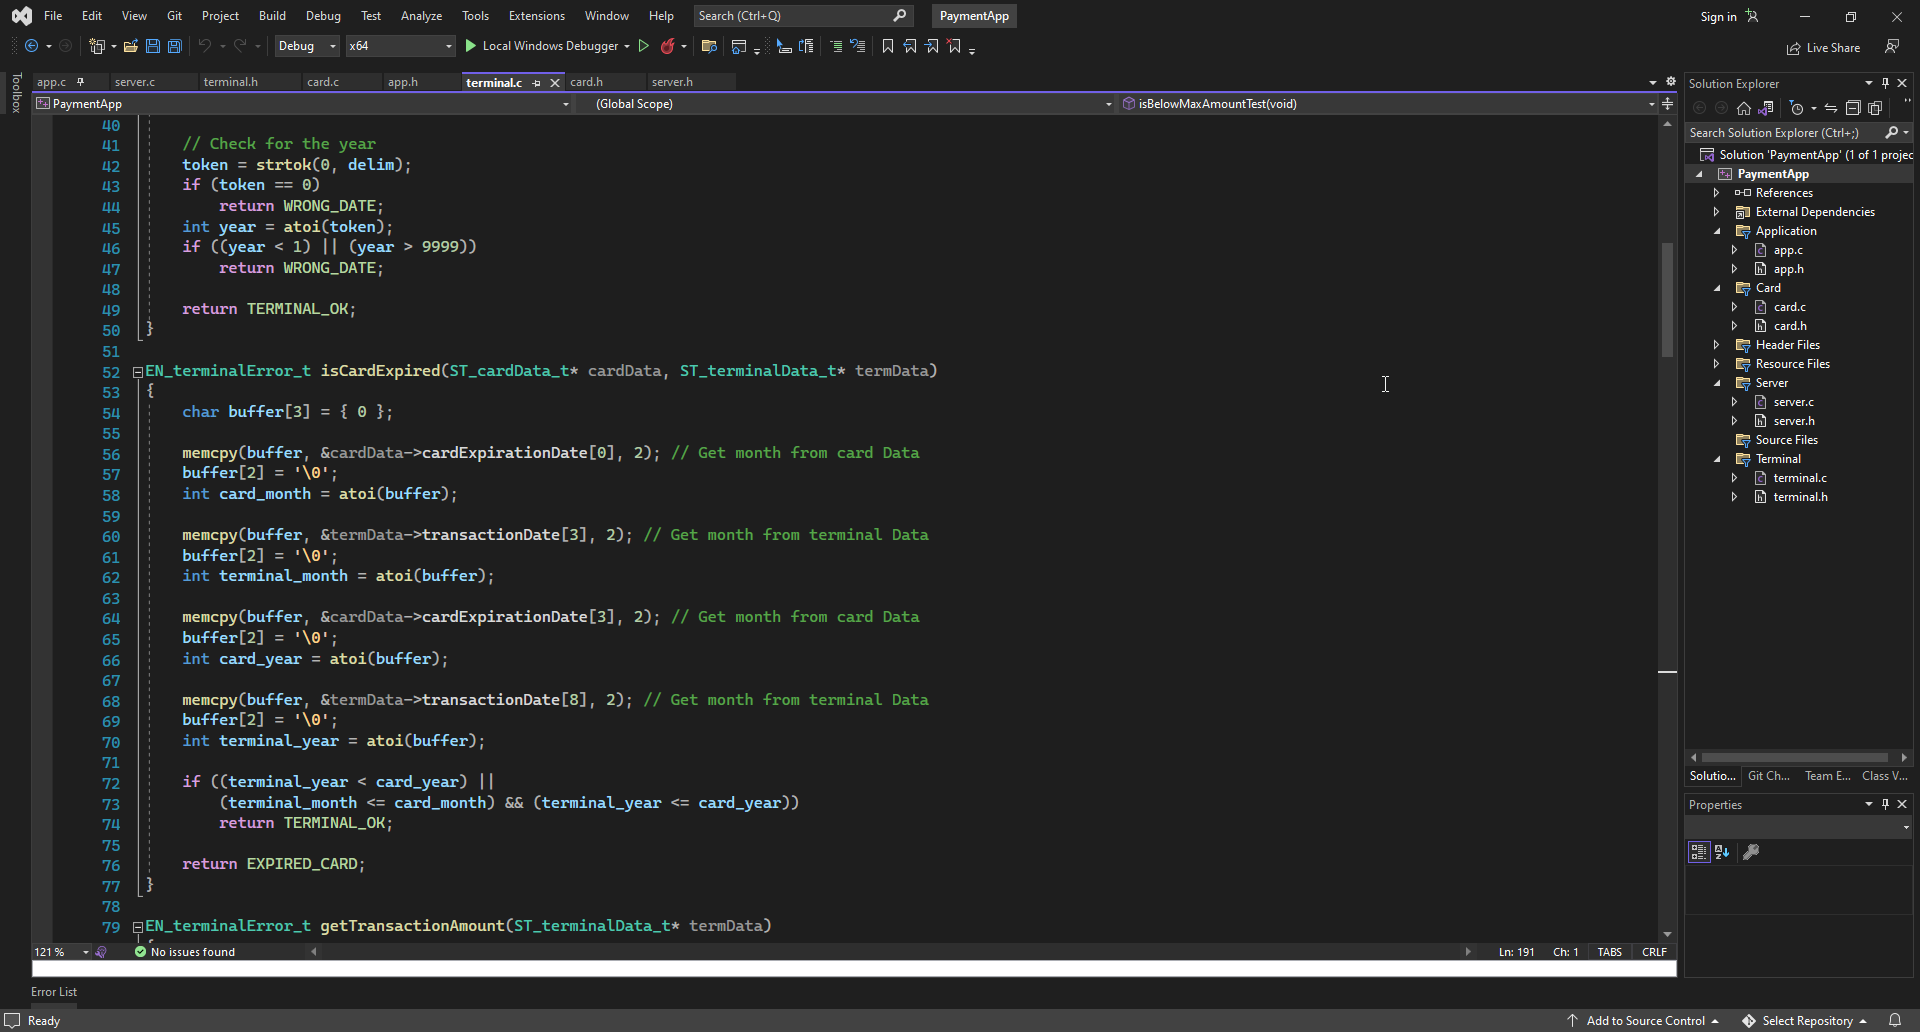 File Edit View Git Project Build Debug Test Analyze Tools Extensions Window Help Search (Ctrl+Q) PaymentApp Sign in
Debug x64 Local Windows Debugger Live Share
Toolbox
app.c server.c terminal.h card.c app.h terminal.c card.h server.h
PaymentApp (Global Scope) isBelowMaxAmountTest(void)
40
41 // Check for the year
42 token = strtok(0, delim);
43 if (token == 0)
44 return WRONG_DATE;
45 int year = atoi(token);
46 if ((year < 1) || (year > 9999))
47 return WRONG_DATE;
48
49 return TERMINAL_OK;
50 }
51
52 EN_terminalError_t isCardExpired(ST_cardData_t* cardData, ST_terminalData_t* termData)
53 {
54 char buffer[3] = { 0 };
55
56 memcpy(buffer, &cardData->cardExpirationDate[0], 2); // Get month from card Data
57 buffer[2] = '\0';
58 int card_month = atoi(buffer);
59
60 memcpy(buffer, &termData->transactionDate[3], 2); // Get month from terminal Data
61 buffer[2] = '\0';
62 int terminal_month = atoi(buffer);
63
64 memcpy(buffer, &cardData->cardExpirationDate[3], 2); // Get month from card Data
65 buffer[2] = '\0';
66 int card_year = atoi(buffer);
67
68 memcpy(buffer, &termData->transactionDate[8], 2); // Get month from terminal Data
69 buffer[2] = '\0';
70 int terminal_year = atoi(buffer);
71
72 if ((terminal_year < card_year) ||
73 (terminal_month <= card_month) && (terminal_year <= card_year))
74 return TERMINAL_OK;
75
76 return EXPIRED_CARD;
77 }
78
79 EN_terminalError_t getTransactionAmount(ST_terminalData_t* termData)
121 % No issues found Ln: 191 Ch: 1 TABS CRLF
Solution Explorer
Search Solution Explorer (Ctrl+;)
Solution 'PaymentApp' (1 of 1 projec
PaymentApp
References
External Dependencies
Application
app.c
app.h
Card
card.c
card.h
Header Files
Resource Files
Server
server.c
server.h
Source Files
Terminal
terminal.c
terminal.h
Solutio... Git Ch... Team E... Class V...
Properties
Error List
Ready Add to Source Control Select Repository